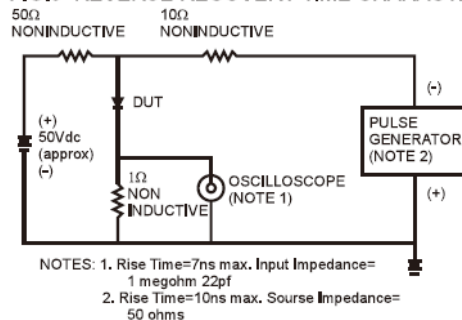 50Ω
NONINDUCTIVE
10Ω
NONINDUCTIVE
DUT
(+)
50Vdc
(approx)
(-)
1Ω
NON
INDUCTIVE
OSCILLOSCOPE
(NOTE 1)
(-)
PULSE
GENERATOR
(NOTE 2)
(+)
NOTES: 1. Rise Time=7ns max. Input Impedance=
1 megohm 22pf
2. Rise Time=10ns max. Sourse Impedance=
50 ohms